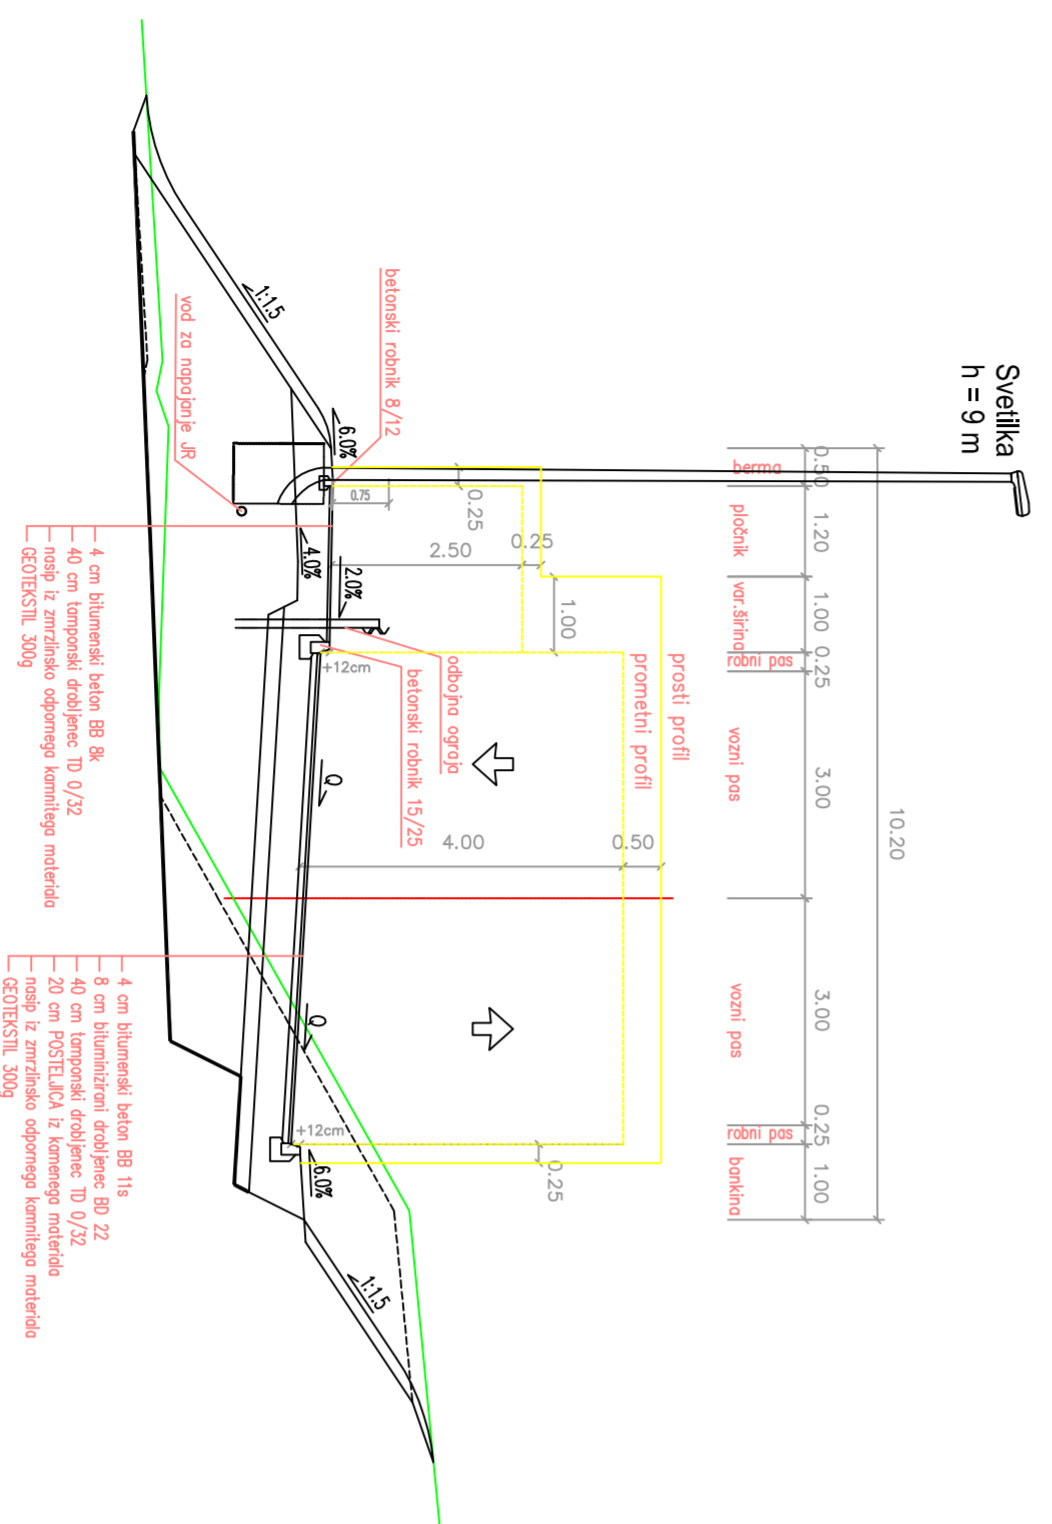 Svetilka
h = 9 m
10.20
0.50
1.20
1.00
0.25
3.00
3.00
0.25
1.00
berma
pločnik
var.širina
robni pas
vozni pas
vozni pas
robni pas
bankina
prosti profil
prometni profil
0.25
2.50
0.25
1.00
4.00
0.50
0.25
0.75
betonski robnik 8/12
odbojna ograja
betonski robnik 15/25
+12cm
+12cm
1:1.5
6.0%
4.0%
2.0%
Q
Q
6.0%
1:1.5
vod za napajanje JR
4 cm bitumenski beton BB 8k
40 cm tamponski drobljenec TD 0/32
nasip iz zmrzlinsko odpornega kamnitega materiala
GEOTEKSTIL 300g
4 cm bitumenski beton BB 11s
8 cm bituminizirani drobljenec BD 22
40 cm tamponski drobljenec TD 0/32
20 cm POSTELJICA iz kamenega materiala
nasip iz zmrzlinsko odpornega kamnitega materiala
GEOTEKSTIL 300g